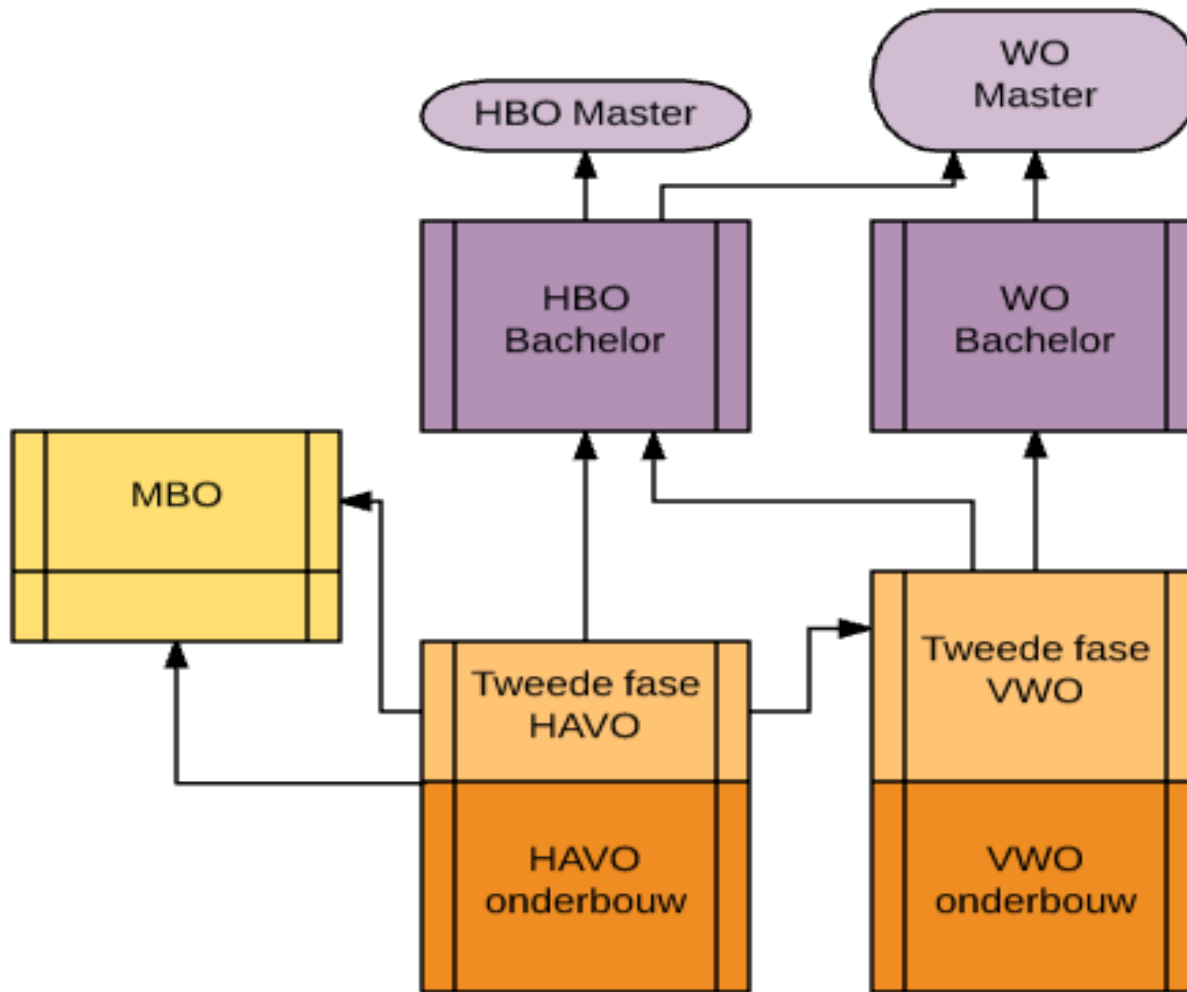 WO
Master
HBO Master
HBO
Bachelor
WO
Bachelor
MBO
Tweede fase
HAVO
Tweede fase
VWO
HAVO
onderbouw
VWO
onderbouw